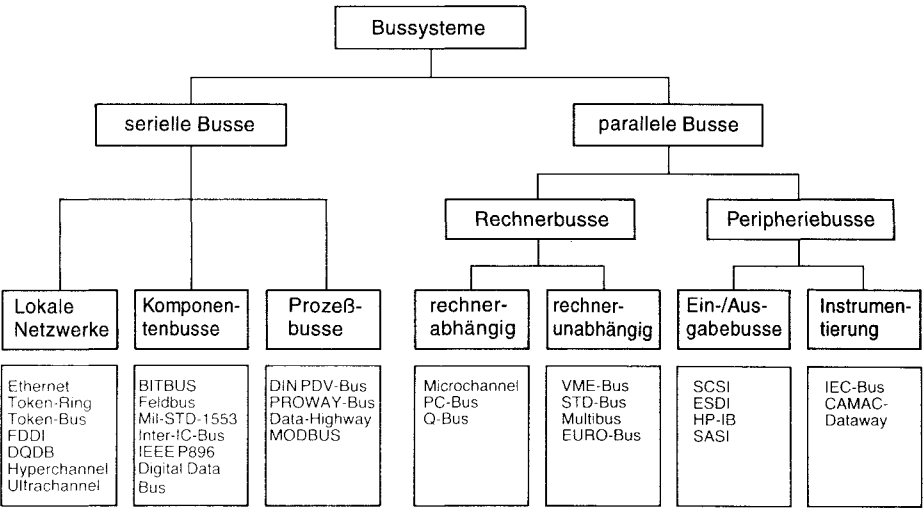 Bussysteme
serielle Busse
parallele Busse
Rechnerbusse
Peripheriebusse
Lokale
Netzwerke
Komponen-
tenbusse
Prozeß-
busse
rechner-
abhängig
rechner-
unabhängig
Ein-/Aus-
gabebusse
Instrumen-
tierung
Ethernet
Token-Ring
Token-Bus
FDDI
DQDB
Hyperchannel
Ultrachannel
BITBUS
Feldbus
Mil-STD-1553
Inter-IC-Bus
IEEE P896
Digital Data
Bus
DIN PDV-Bus
PROWAY-Bus
Data-Highway
MODBUS
Microchannel
PC-Bus
Q-Bus
VME-Bus
STD-Bus
Multibus
EURO-Bus
SCSI
ESDI
HP-IB
SASI
IEC-Bus
CAMAC-
Dataway